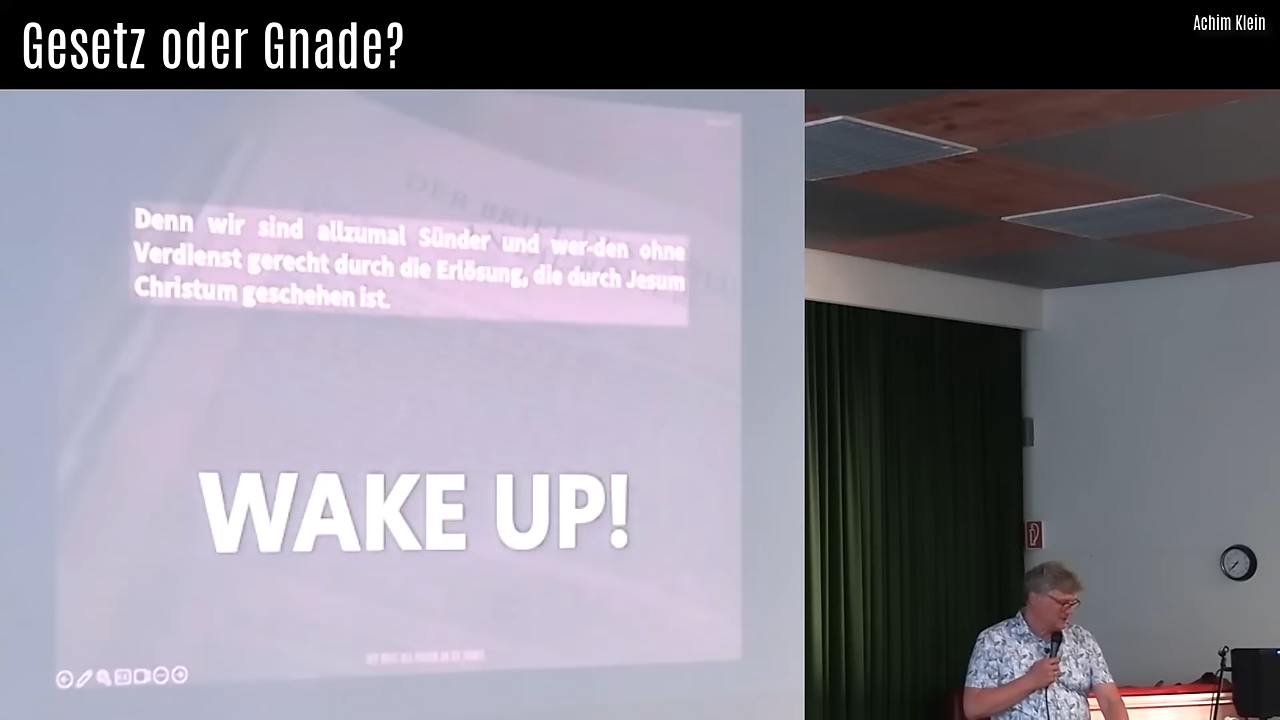 Gesetz oder Gnade?
Achim Klein
Denn wir sind allzumal Sünder und wer-den ohne
Verdienst gerecht durch die Erlösung, die durch Jesum
Christum geschehen ist.
WAKE UP!